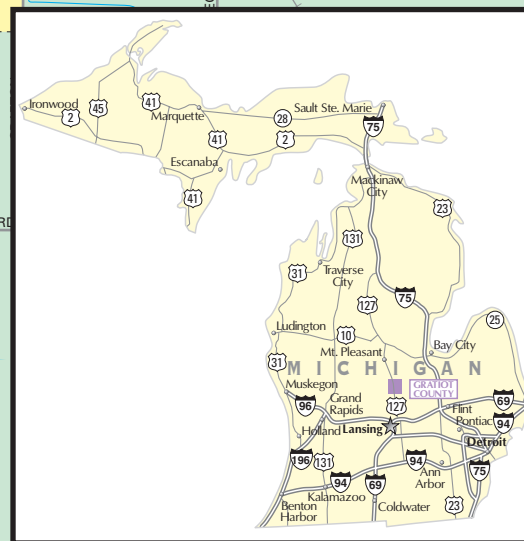 RD
Ironwood
2
45
41
Marquette
28
Sault Ste. Marie
75
41
2
Escanaba
41
Mackinaw
City
23
131
31
Traverse
City
127
75
25
Ludington
10
Bay City
Mt. Pleasant
31
MICHIGAN
GRATIOT
COUNTY
Muskegon
96
Grand
Rapids
127
69
Flint
Holland
Lansing
Pontiac
94
Detroit
196
131
94
Ann
Arbor
75
94
69
Kalamazoo
Coldwater
23
Benton
Harbor